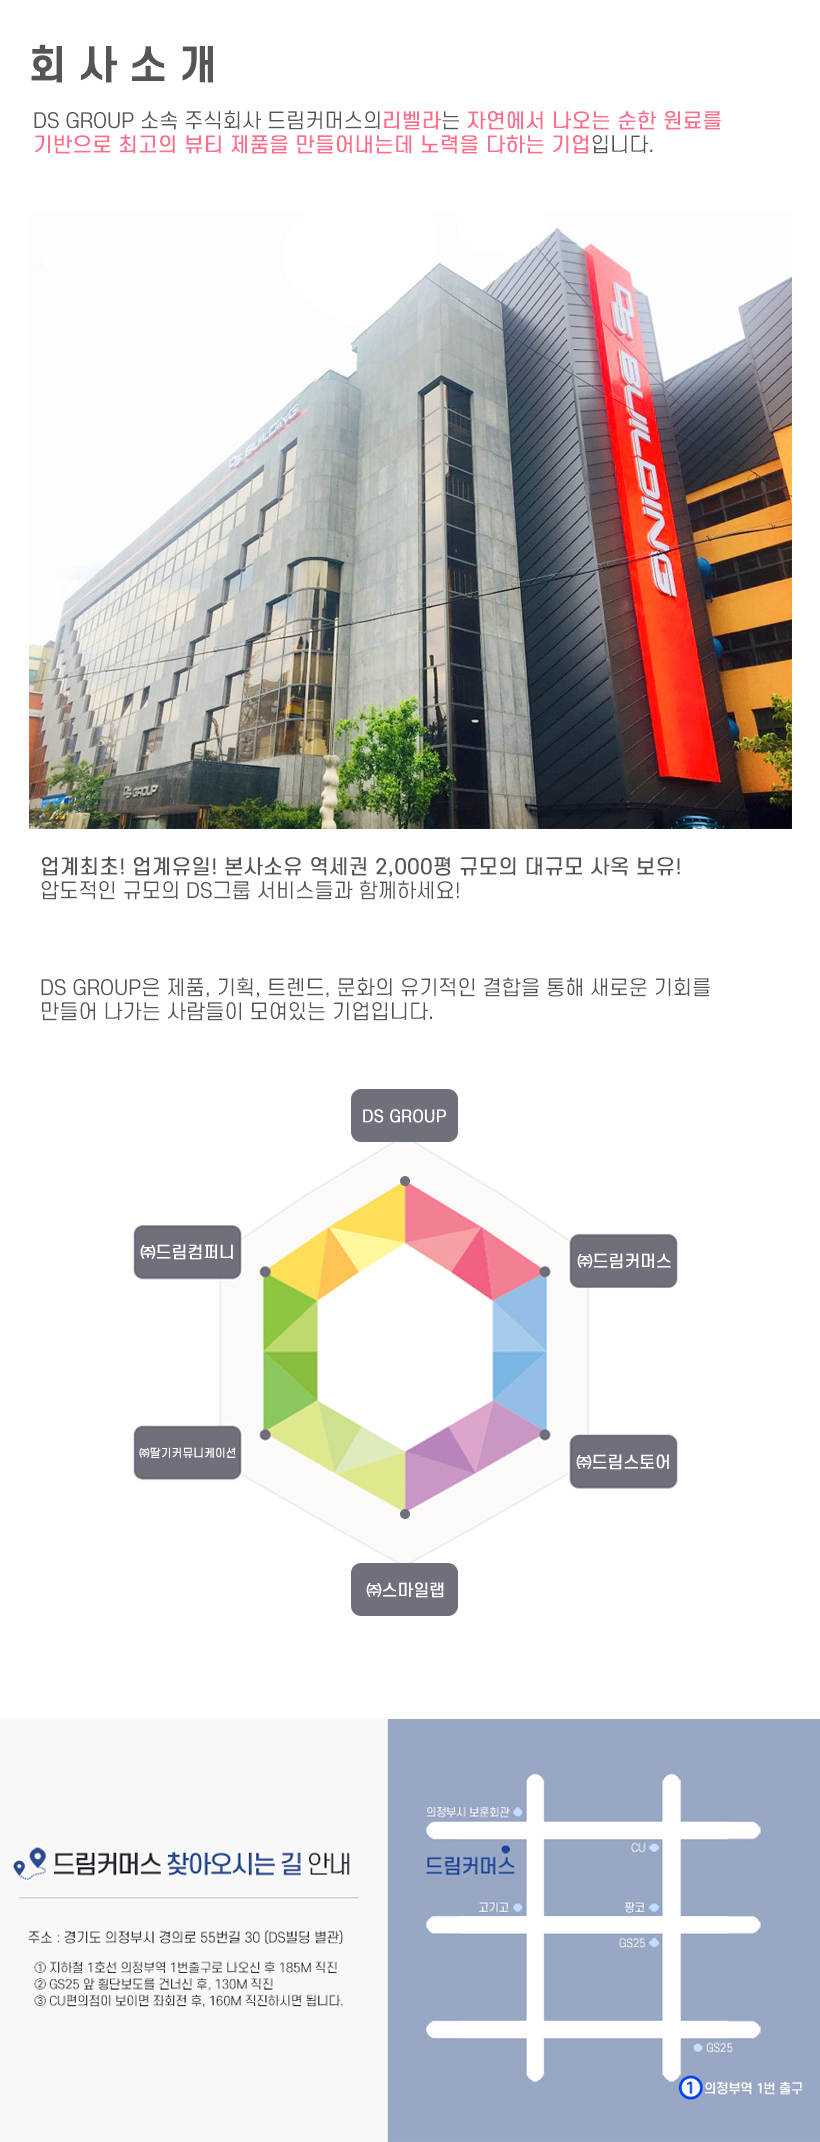 회사소개
DS GROUP 소속 주식회사 드림커머스의리벨라는 자연에서 나오는 순한 원료를
기반으로 최고의 뷰티 제품을 만들어내는데 노력을 다하는 기업입니다.
DS BUILDING
DS BUILDING
DS GROUP
업계최초! 업계유일! 본사소유 역세권 2,000평 규모의 대규모 사옥 보유!
압도적인 규모의 DS그룹 서비스들과 함께하세요!
DS GROUP은 제품, 기획, 트렌드, 문화의 유기적인 결합을 통해 새로운 기회를
만들어 나가는 사람들이 모여있는 기업입니다.
DS GROUP
㈜드림컴퍼니
㈜드림커머스
㈜딸기커뮤니케이션
㈜드림스토어
㈜스마일랩
드림커머스 찾아오시는 길 안내
주소 : 경기도 의정부시 경의로 55번길 30 (DS빌딩 별관)
① 지하철 1호선 의정부역 1번출구로 나오신 후 185M 직진
② GS25 앞 횡단보도를 건너신 후, 130M 직진
③ CU편의점이 보이면 좌회전 후, 160M 직진하시면 됩니다.
의정부시 보훈회관
CU
드림커머스
고기고
팡코
GS25
GS25
1 의정부역 1번 출구